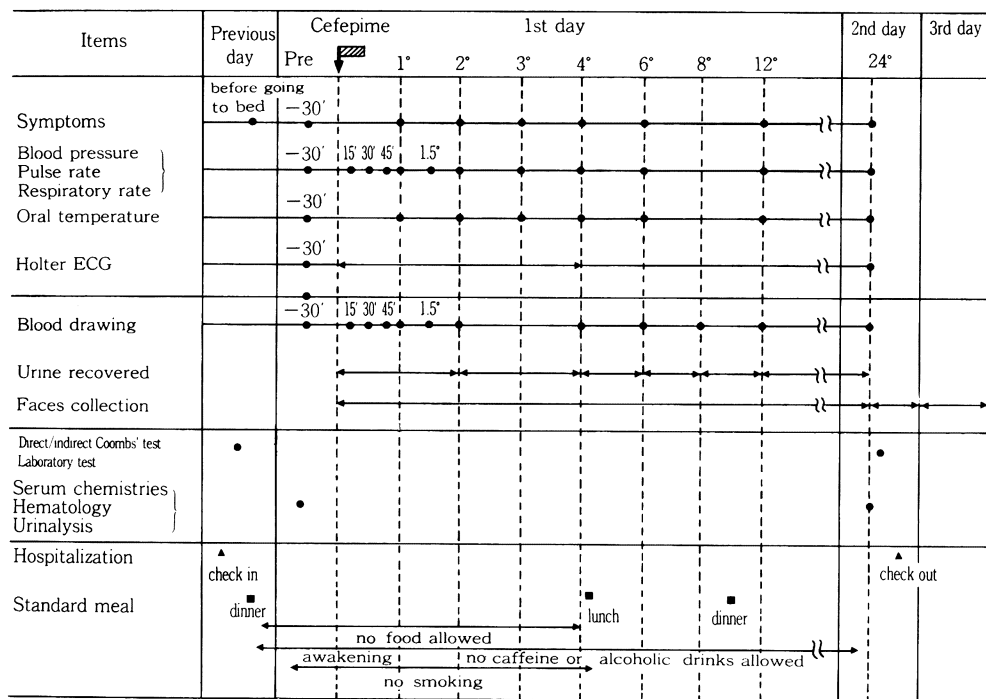 Items
Previous day
Cefepime
1st day
2nd day
3rd day
Pre
1° 2° 3° 4° 6° 8° 12° 24°
before going to bed
Symptoms
−30′
Blood pressure
Pulse rate
Respiratory rate
−30′ 15′ 30′ 45′ 1.5°
Oral temperature
−30′
Holter ECG
−30′
Blood drawing
−30′ 15′ 30′ 45′ 1.5°
Urine recovered
Faces collection
Direct/indirect Coombs' test
Laboratory test
Serum chemistries
Hematology
Urinalysis
Hospitalization
check in
check out
Standard meal
dinner
lunch
dinner
no food allowed
awakening
no caffeine or alcoholic drinks allowed
no smoking